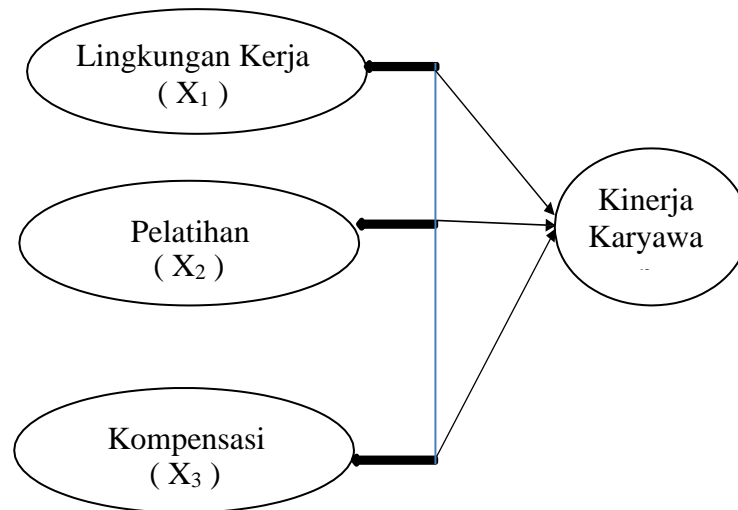 Lingkungan Kerja
( X₁ )
Pelatihan
( X₂ )
Kompensasi
( X₃ )
Kinerja
Karyawa